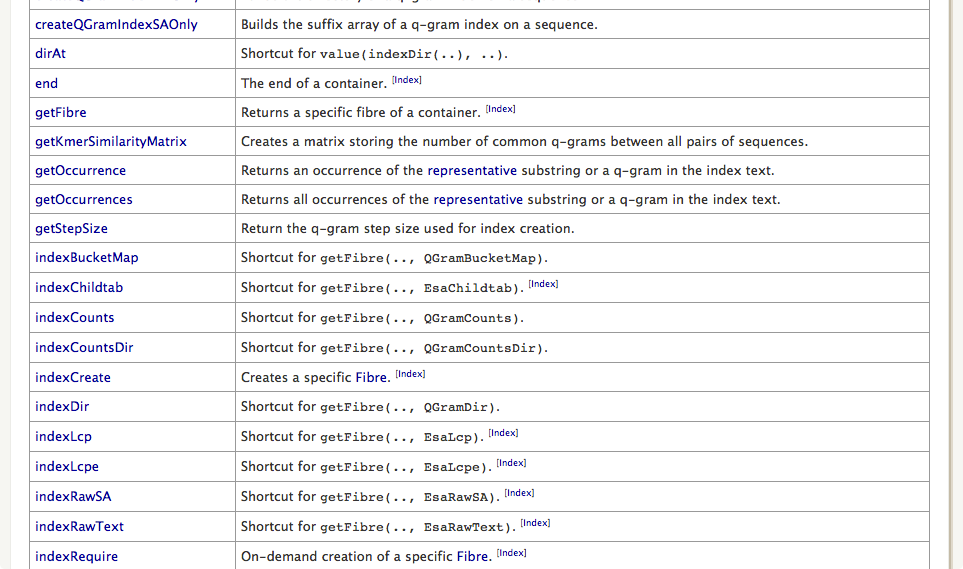 createQGramIndexSAOnly Builds the suffix array of a q-gram index on a sequence.
dirAt Shortcut for value(indexDir(..), ..).
end The end of a container. [Index]
getFibre Returns a specific fibre of a container. [Index]
getKmerSimilarityMatrix Creates a matrix storing the number of common q-grams between all pairs of sequences.
getOccurrence Returns an occurrence of the representative substring or a q-gram in the index text.
getOccurrences Returns all occurrences of the representative substring or a q-gram in the index text.
getStepSize Return the q-gram step size used for index creation.
indexBucketMap Shortcut for getFibre(.., QGramBucketMap).
indexChildtab Shortcut for getFibre(.., EsaChildtab). [Index]
indexCounts Shortcut for getFibre(.., QGramCounts).
indexCountsDir Shortcut for getFibre(.., QGramCountsDir).
indexCreate Creates a specific Fibre. [Index]
indexDir Shortcut for getFibre(.., QGramDir).
indexLcp Shortcut for getFibre(.., EsaLcp). [Index]
indexLcpe Shortcut for getFibre(.., EsaLcpe). [Index]
indexRawSA Shortcut for getFibre(.., EsaRawSA). [Index]
indexRawText Shortcut for getFibre(.., EsaRawText). [Index]
indexRequire On-demand creation of a specific Fibre. [Index]